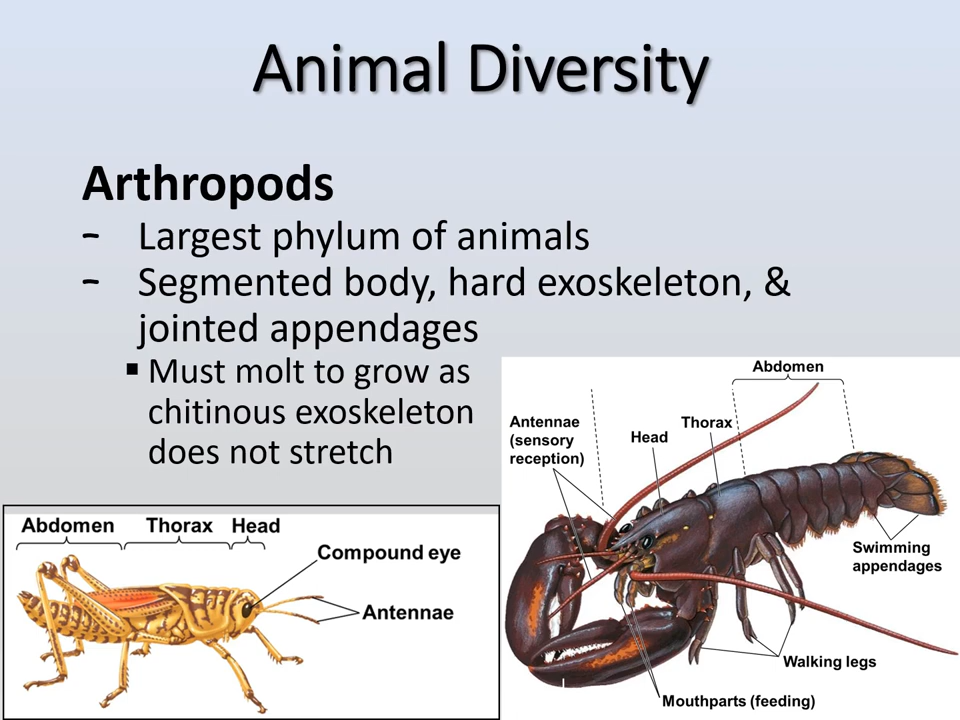 Animal Diversity
Arthropods
– Largest phylum of animals
– Segmented body, hard exoskeleton, &
jointed appendages
▪ Must molt to grow as
chitinous exoskeleton
does not stretch
Abdomen Thorax Head
Compound eye
Antennae
Abdomen
Antennae
(sensory
reception)
Head
Thorax
Swimming
appendages
Walking legs
Mouthparts (feeding)